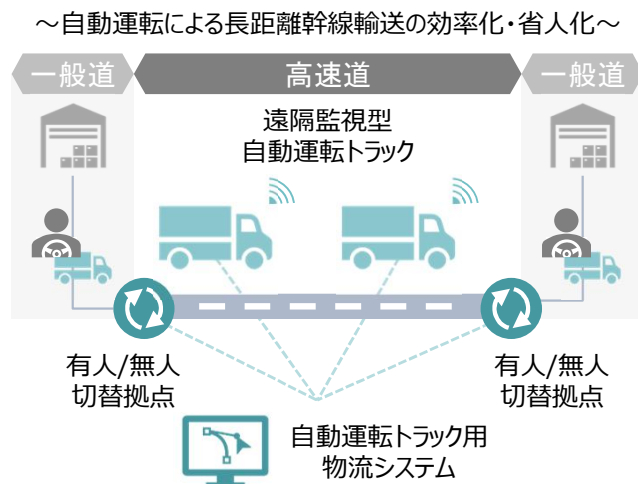 ～自動運転による長距離幹線輸送の効率化・省人化～
一般道
高速道
一般道
遠隔監視型
自動運転トラック
有人/無人
切替拠点
有人/無人
切替拠点
自動運転トラック用
物流システム